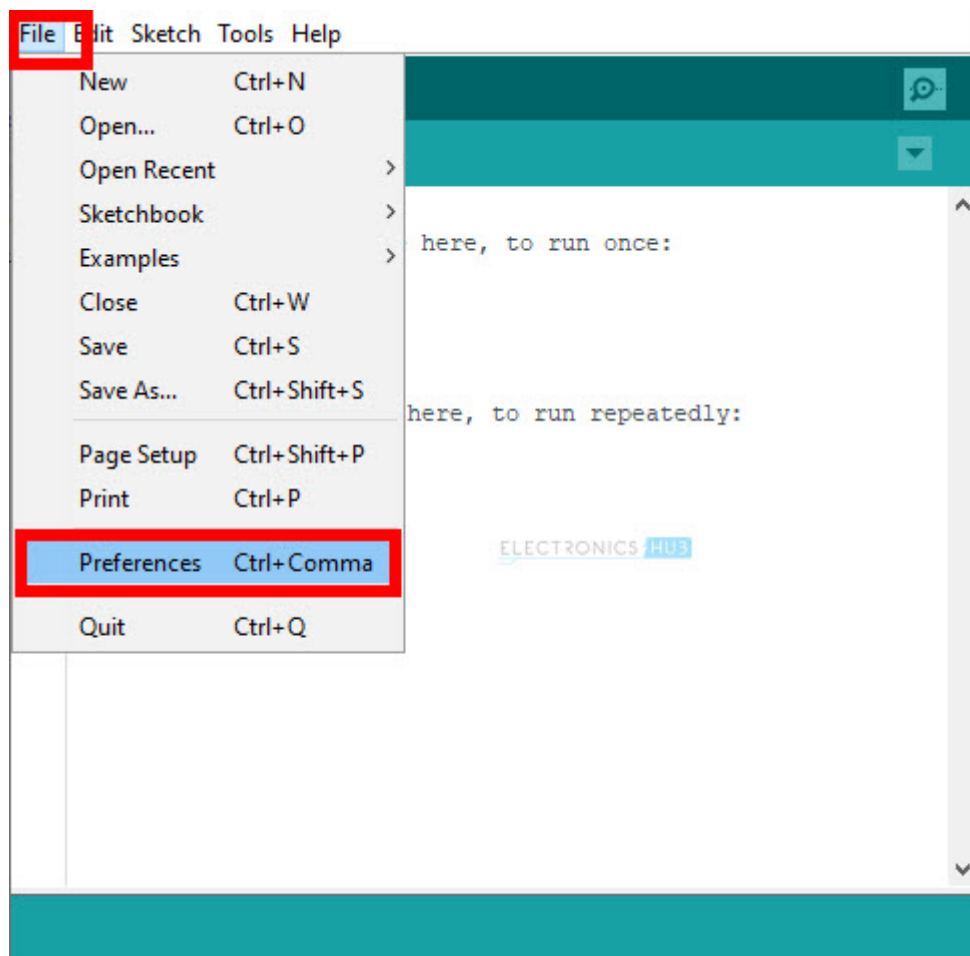 File Edit Sketch Tools Help
New Ctrl+N
Open... Ctrl+O
Open Recent
Sketchbook
here, to run once:
Examples
Close Ctrl+W
Save Ctrl+S
Save As... Ctrl+Shift+S
here, to run repeatedly:
Page Setup Ctrl+Shift+P
Print Ctrl+P
ELECTRONICS HUB
Preferences Ctrl+Comma
Quit Ctrl+Q